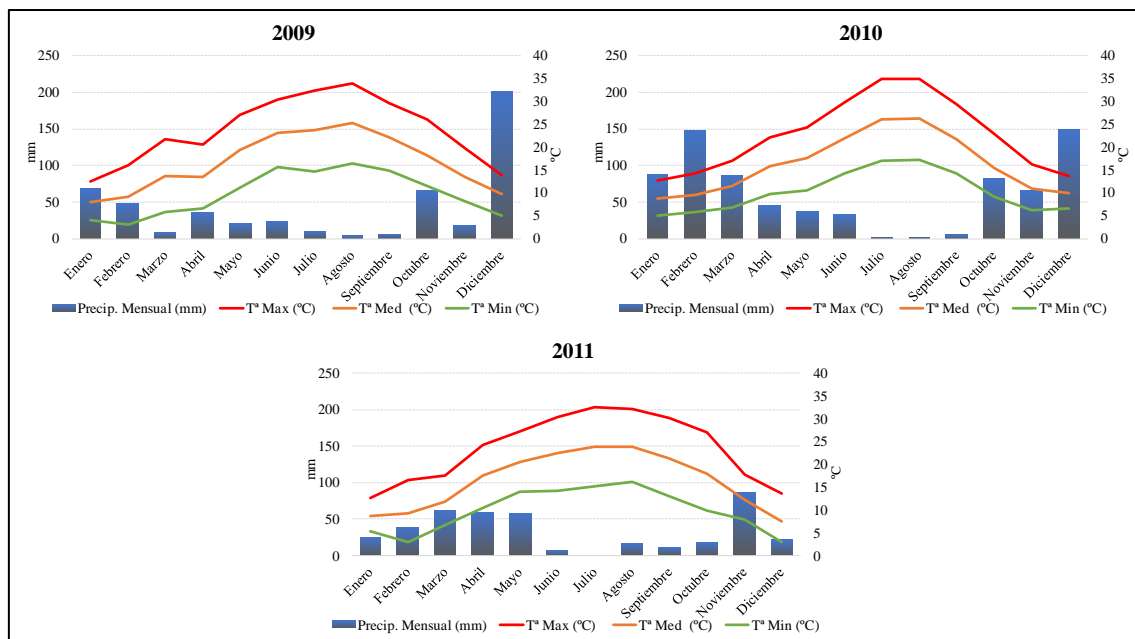 2009
250
200
150
100
50
0
mm
40
35
30
25
20
15
10
5
0
ºC
Enero
Febrero
Marzo
Abril
Mayo
Junio
Julio
Agosto
Septiembre
Octubre
Noviembre
Diciembre
Precip. Mensual (mm) Tª Max (ºC) Tª Med (ºC) Tª Min (ºC)
2010
250
200
150
100
50
0
mm
40
35
30
25
20
15
10
5
0
ºC
Enero
Febrero
Marzo
Abril
Mayo
Junio
Julio
Agosto
Septiembre
Octubre
Noviembre
Diciembre
Precip. Mensual (mm) Tª Max (ºC) Tª Med (ºC) Tª Min (ºC)
2011
250
200
150
100
50
0
mm
40
35
30
25
20
15
10
5
0
ºC
Enero
Febrero
Marzo
Abril
Mayo
Junio
Julio
Agosto
Septiembre
Octubre
Noviembre
Diciembre
Precip. Mensual (mm) Tª Max (ºC) Tª Med (ºC) Tª Min (ºC)